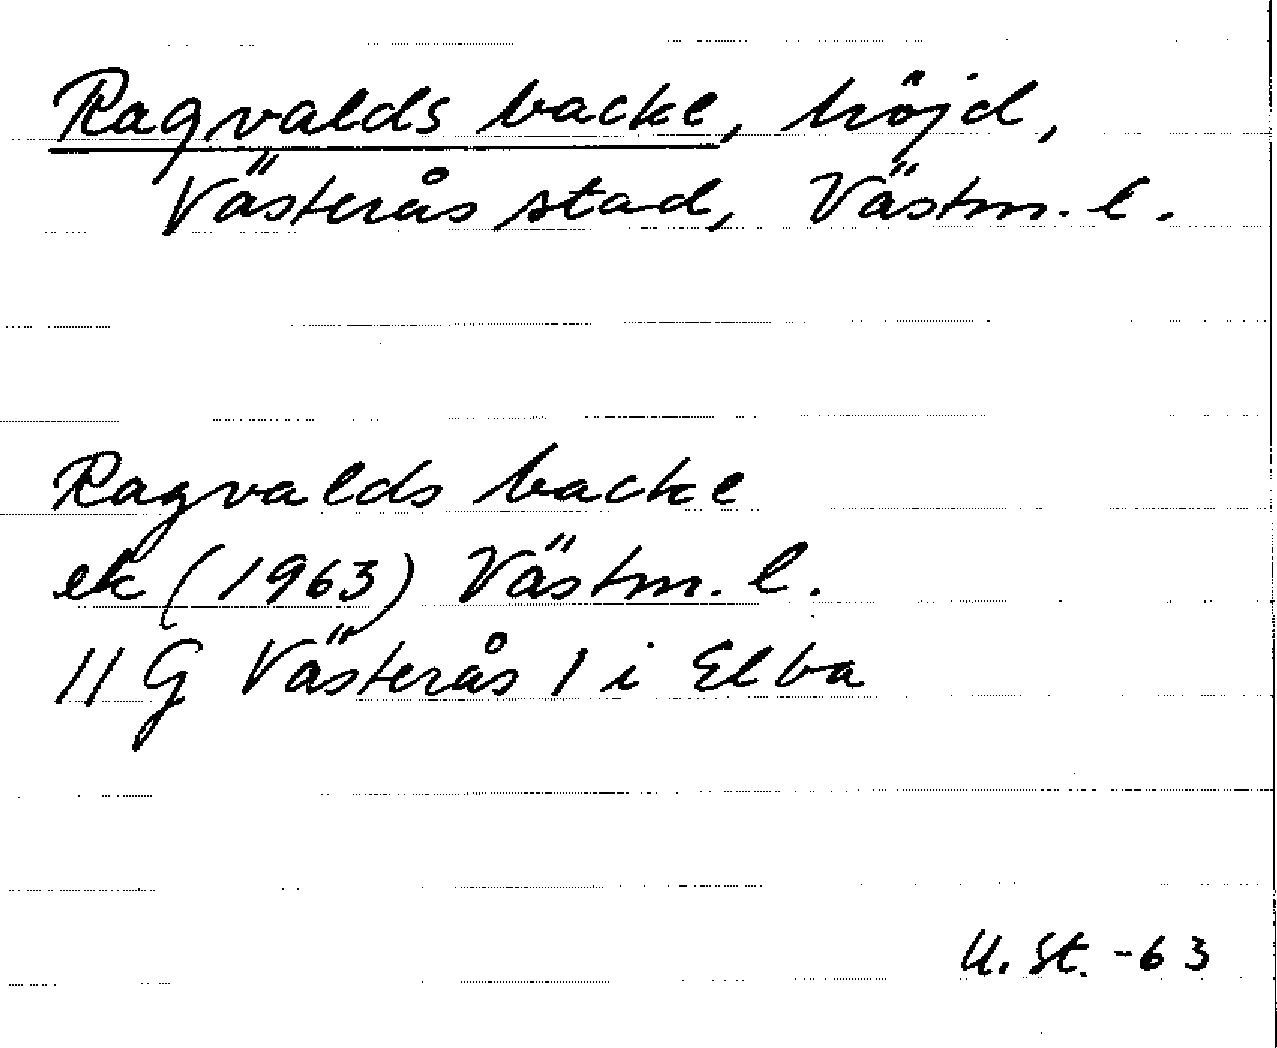 Ragvalds backe, höjd,
Västerås stad, Västm. l.
Ragvalds backe
ek (1963) Västm. l.
11 G Västerås 1 i Elba
U. St. -63